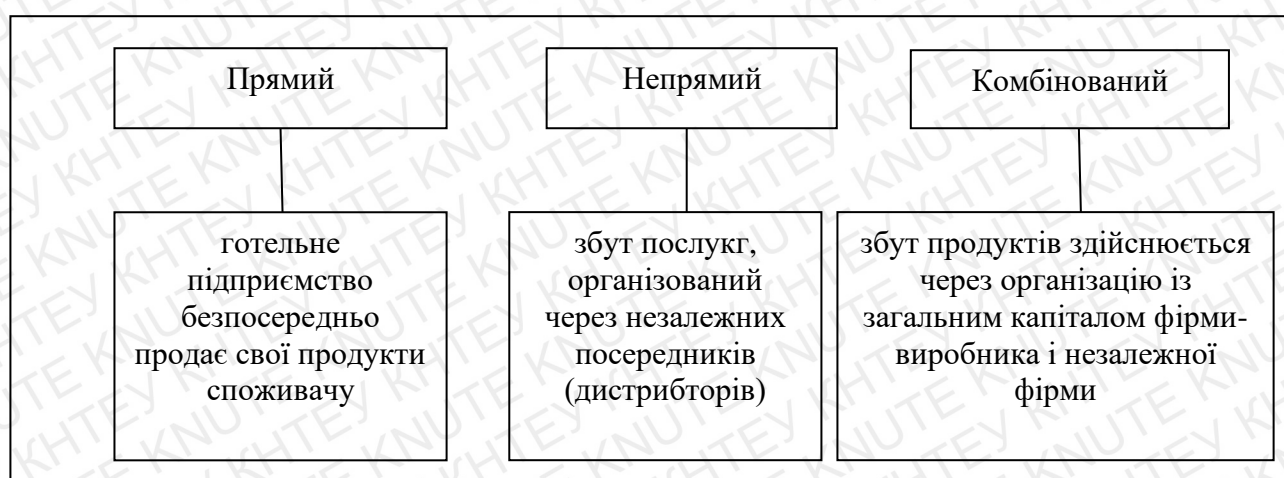 Прямий
Непрямий
Комбінований
готельне
підприємство
безпосередньо
продає свої продукти
споживачу
збут послукг,
організований
через незалежних
посередників
(дистрибторів)
збут продуктів здійснюється
через організацію із
загальним капіталом фірми-
виробника і незалежної
фірми